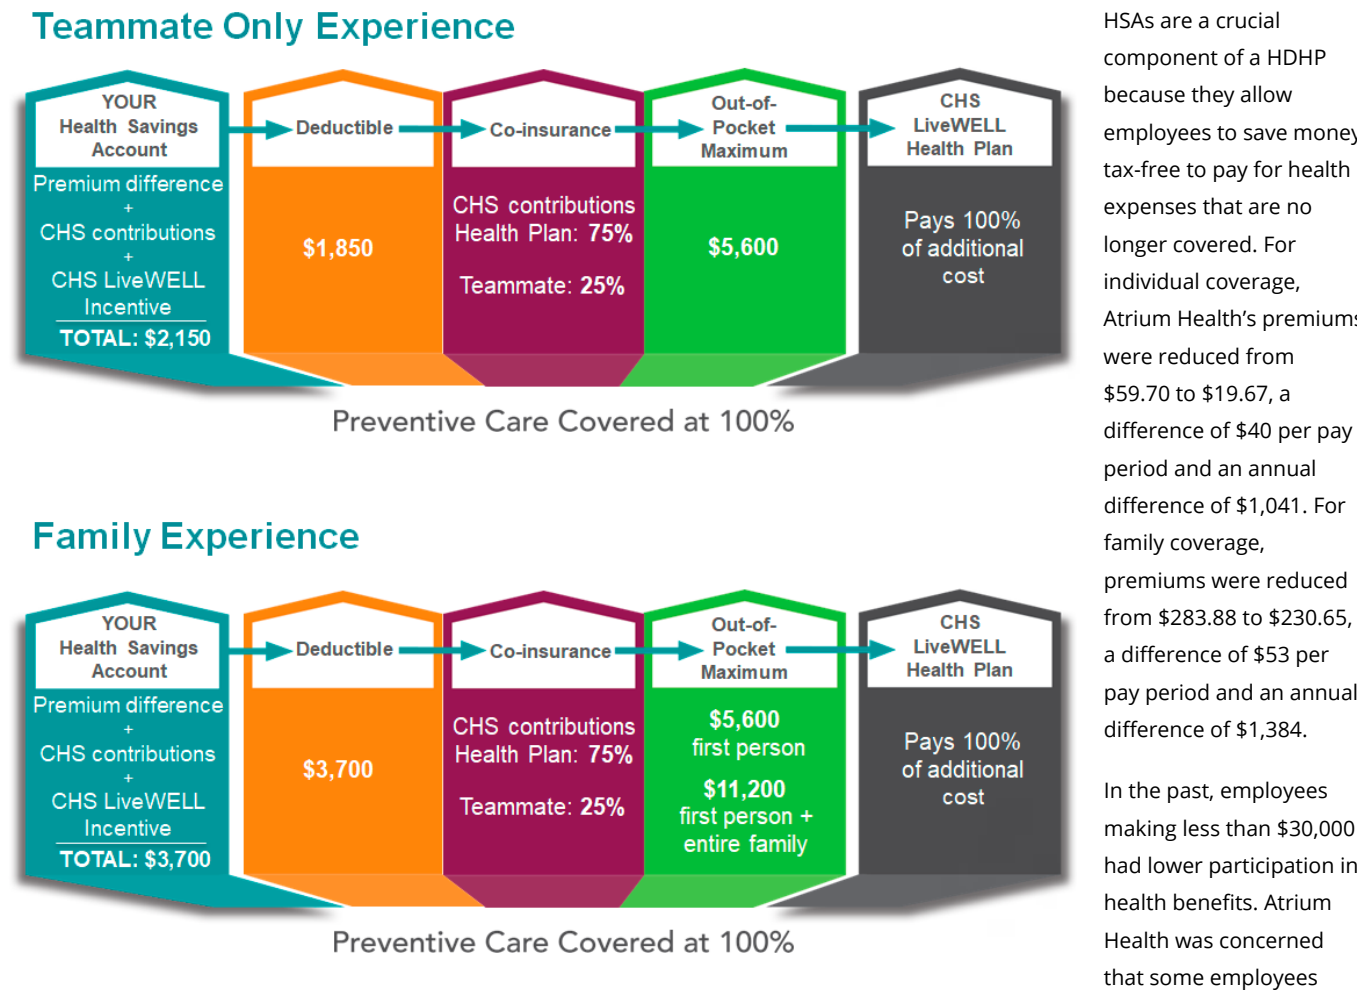 Teammate Only Experience
YOUR
Health Savings
Account
Premium difference
+
CHS contributions
+
CHS LiveWELL
Incentive
TOTAL: $2,150
Deductible
$1,850
Co-insurance
CHS contributions
Health Plan: 75%
Teammate: 25%
Out-of-
Pocket
Maximum
$5,600
CHS
LiveWELL
Health Plan
Pays 100%
of additional
cost
Preventive Care Covered at 100%
Family Experience
YOUR
Health Savings
Account
Premium difference
+
CHS contributions
+
CHS LiveWELL
Incentive
TOTAL: $3,700
Deductible
$3,700
Co-insurance
CHS contributions
Health Plan: 75%
Teammate: 25%
Out-of-
Pocket
Maximum
$5,600
first person
$11,200
first person +
entire family
CHS
LiveWELL
Health Plan
Pays 100%
of additional
cost
Preventive Care Covered at 100%
HSAs are a crucial
component of a HDHP
because they allow
employees to save money
tax-free to pay for health
expenses that are no
longer covered. For
individual coverage,
Atrium Health’s premiums
were reduced from
$59.70 to $19.67, a
difference of $40 per pay
period and an annual
difference of $1,041. For
family coverage,
premiums were reduced
from $283.88 to $230.65,
a difference of $53 per
pay period and an annual
difference of $1,384.
In the past, employees
making less than $30,000
had lower participation in
health benefits. Atrium
Health was concerned
that some employees